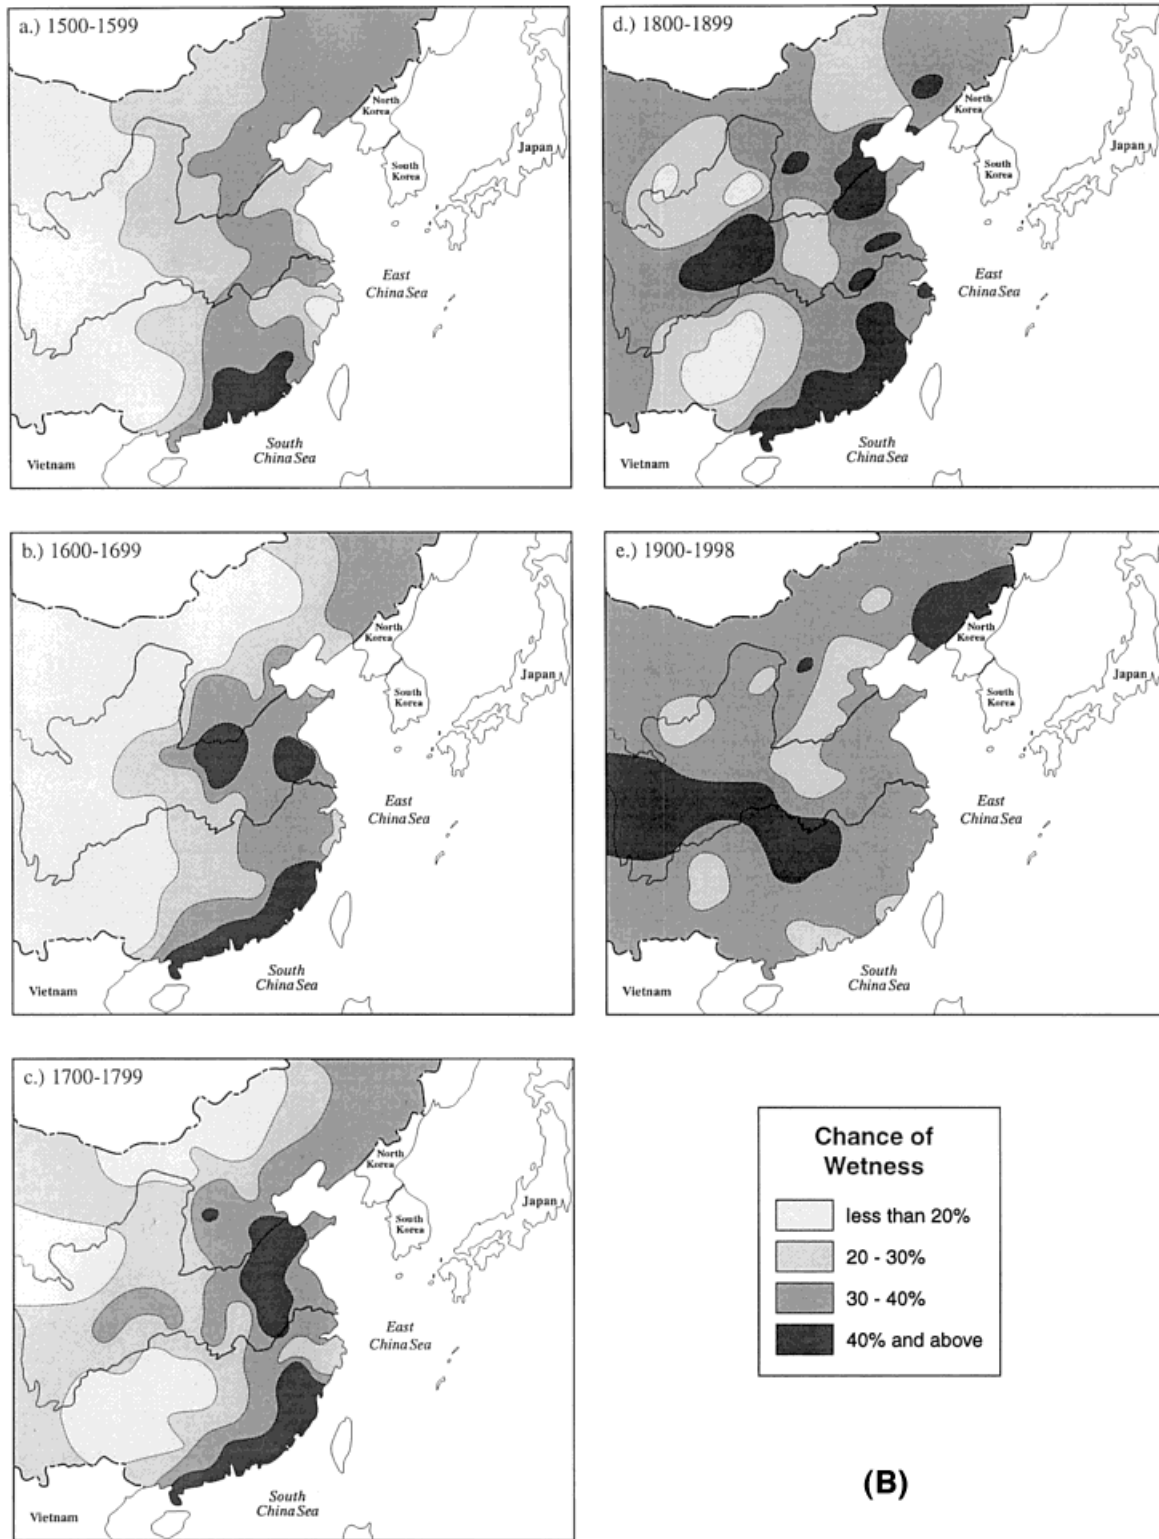 a.) 1500-1599
North
Korea
South
Korea
Japan
East
China Sea
South
China Sea
Vietnam
b.) 1600-1699
North
Korea
South
Korea
Japan
East
China Sea
South
China Sea
Vietnam
c.) 1700-1799
North
Korea
South
Korea
Japan
East
China Sea
South
China Sea
Vietnam
d.) 1800-1899
North
Korea
South
Korea
Japan
East
China Sea
South
China Sea
Vietnam
e.) 1900-1998
North
Korea
South
Korea
Japan
East
China Sea
South
China Sea
Vietnam
Chance of
Wetness
less than 20%
20 - 30%
30 - 40%
40% and above
(B)